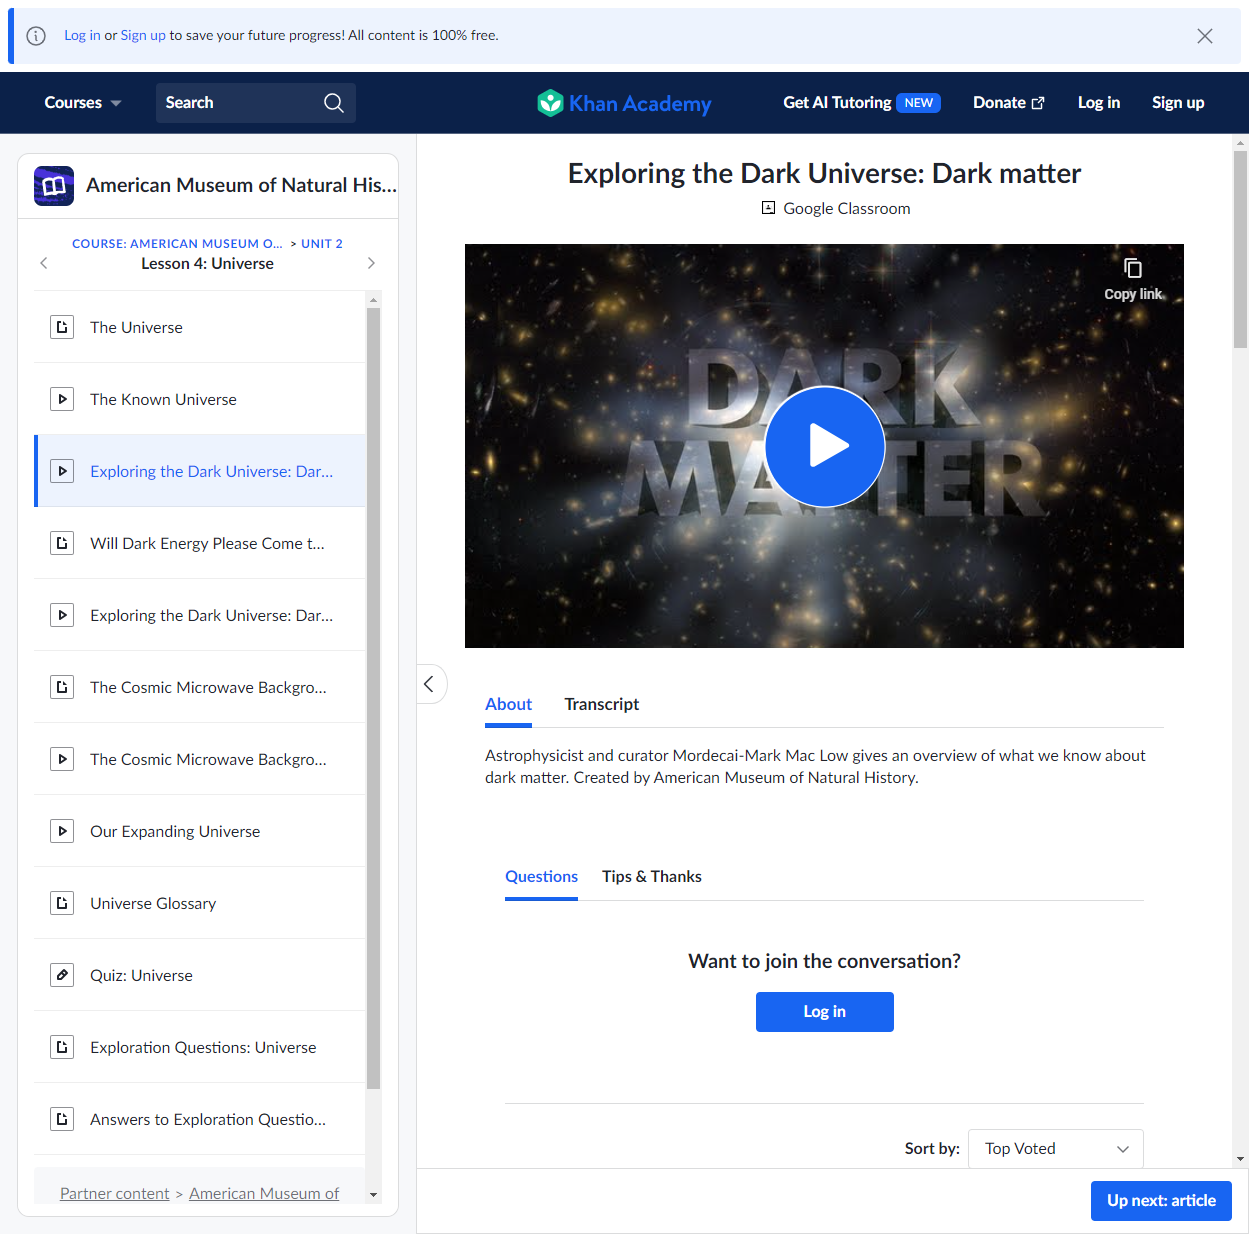 Log in or Sign up to save your future progress! All content is 100% free.
Courses
Search
Khan Academy
Get AI Tutoring NEW
Donate
Log in
Sign up
American Museum of Natural His...
COURSE: AMERICAN MUSEUM O... > UNIT 2
Lesson 4: Universe
The Universe
The Known Universe
Exploring the Dark Universe: Dar...
Will Dark Energy Please Come t...
Exploring the Dark Universe: Dar...
The Cosmic Microwave Backgro...
The Cosmic Microwave Backgro...
Our Expanding Universe
Universe Glossary
Quiz: Universe
Exploration Questions: Universe
Answers to Exploration Questio...
Partner content > American Museum of
Exploring the Dark Universe: Dark matter
Google Classroom
Copy link
DARK
MATTER
About
Transcript
Astrophysicist and curator Mordecai-Mark Mac Low gives an overview of what we know about
dark matter. Created by American Museum of Natural History.
Questions
Tips & Thanks
Want to join the conversation?
Log in
Sort by:
Top Voted
Up next: article